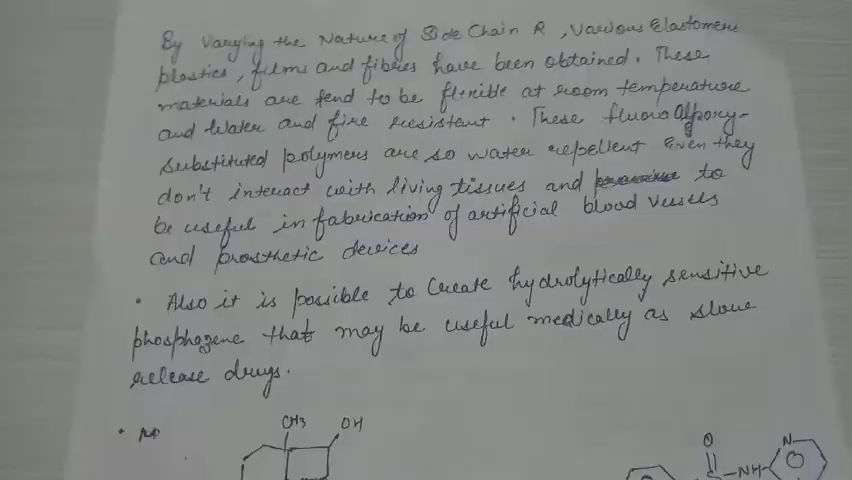 By varying the Nature of Side Chain R, Various Elastomers
plastics, films and fibres have been obtained. These
materials are tend to be flexible at room temperature
and Water and fire resistent. These fluoro Alpoxy-
substituted polymers are so water repellent Even they
don't interact with living tissues and to
be useful in fabrication of artificial blood vessels
and prosthetic devices
• Also it is possible to Create hydrolytically sensitive
phosphazene that may be useful medically as slow
release drugs.
CH3 OH
O
S-NH- N